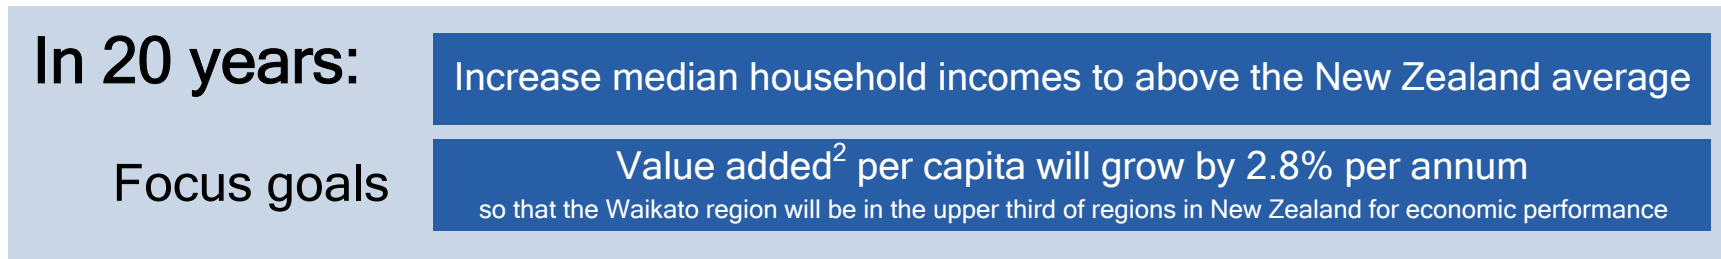 In 20 years:
Increase median household incomes to above the New Zealand average
Focus goals
Value added² per capita will grow by 2.8% per annum
so that the Waikato region will be in the upper third of regions in New Zealand for economic performance